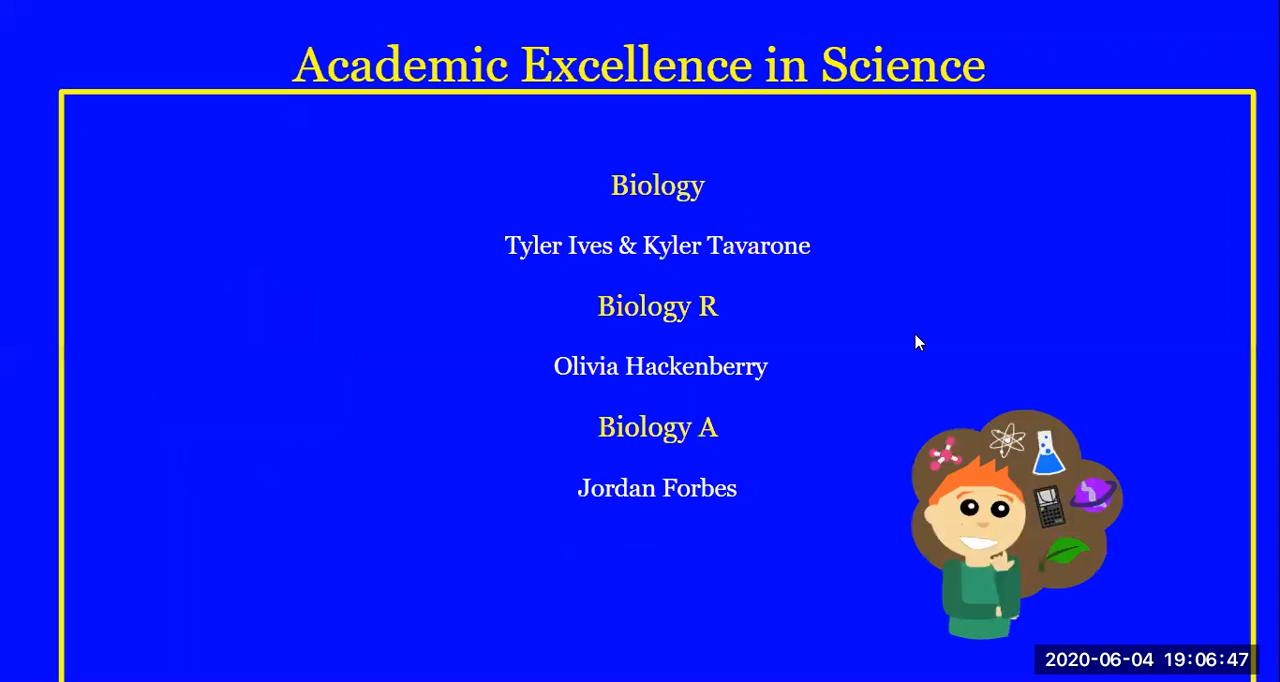 Academic Excellence in Science
Biology
Tyler Ives & Kyler Tavarone
Biology R
Olivia Hackenberry
Biology A
Jordan Forbes
2020-06-04 19:06:47